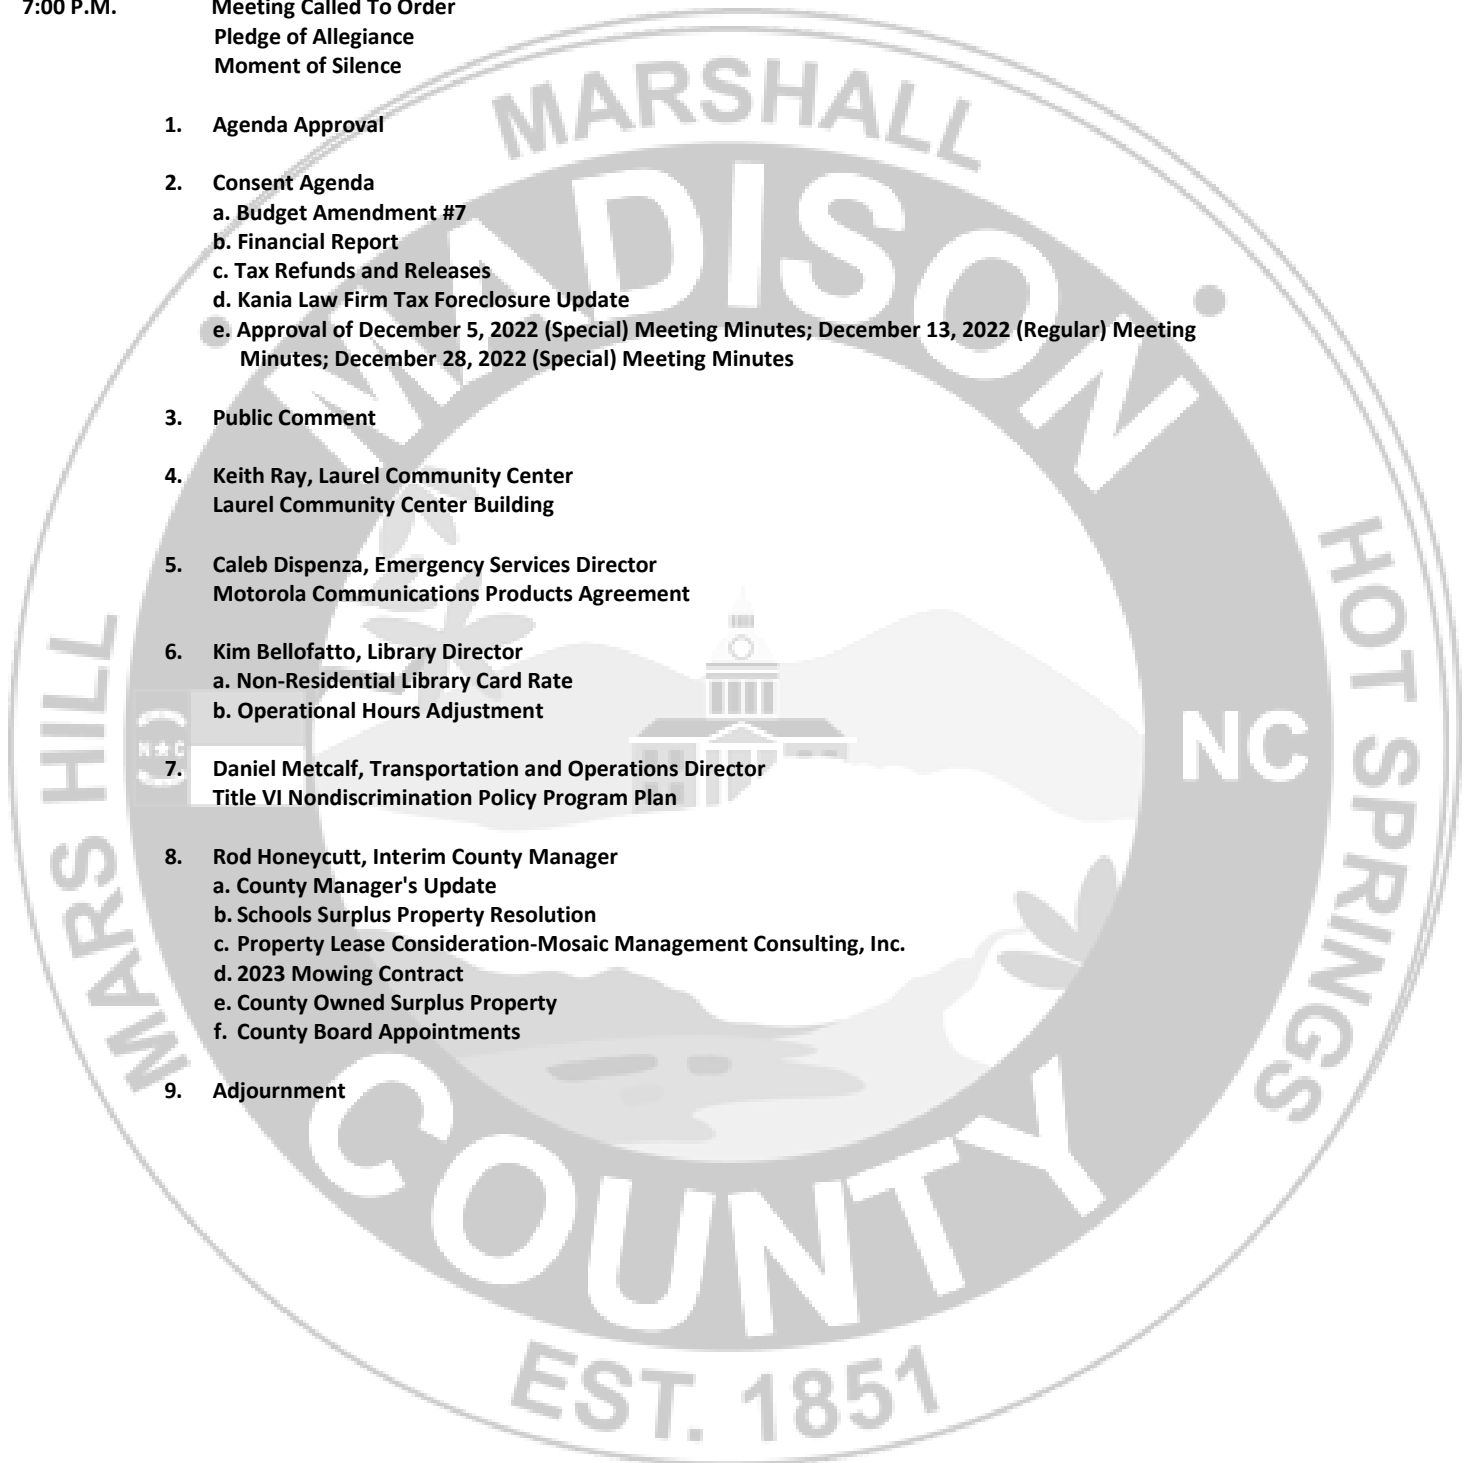 7:00 P.M. Meeting Called To Order
Pledge of Allegiance
Moment of Silence
1. Agenda Approval
2. Consent Agenda
a. Budget Amendment #7
b. Financial Report
c. Tax Refunds and Releases
d. Kania Law Firm Tax Foreclosure Update
e. Approval of December 5, 2022 (Special) Meeting Minutes; December 13, 2022 (Regular) Meeting
Minutes; December 28, 2022 (Special) Meeting Minutes
3. Public Comment
4. Keith Ray, Laurel Community Center
Laurel Community Center Building
5. Caleb Dispenza, Emergency Services Director
Motorola Communications Products Agreement
6. Kim Bellofatto, Library Director
a. Non-Residential Library Card Rate
b. Operational Hours Adjustment
7. Daniel Metcalf, Transportation and Operations Director
Title VI Nondiscrimination Policy Program Plan
8. Rod Honeycutt, Interim County Manager
a. County Manager's Update
b. Schools Surplus Property Resolution
c. Property Lease Consideration-Mosaic Management Consulting, Inc.
d. 2023 Mowing Contract
e. County Owned Surplus Property
f. County Board Appointments
9. Adjournment
MARSHALL
MADISON
MARS HILL
HOT SPRINGS
N★C
NC
COUNTY
EST. 1851